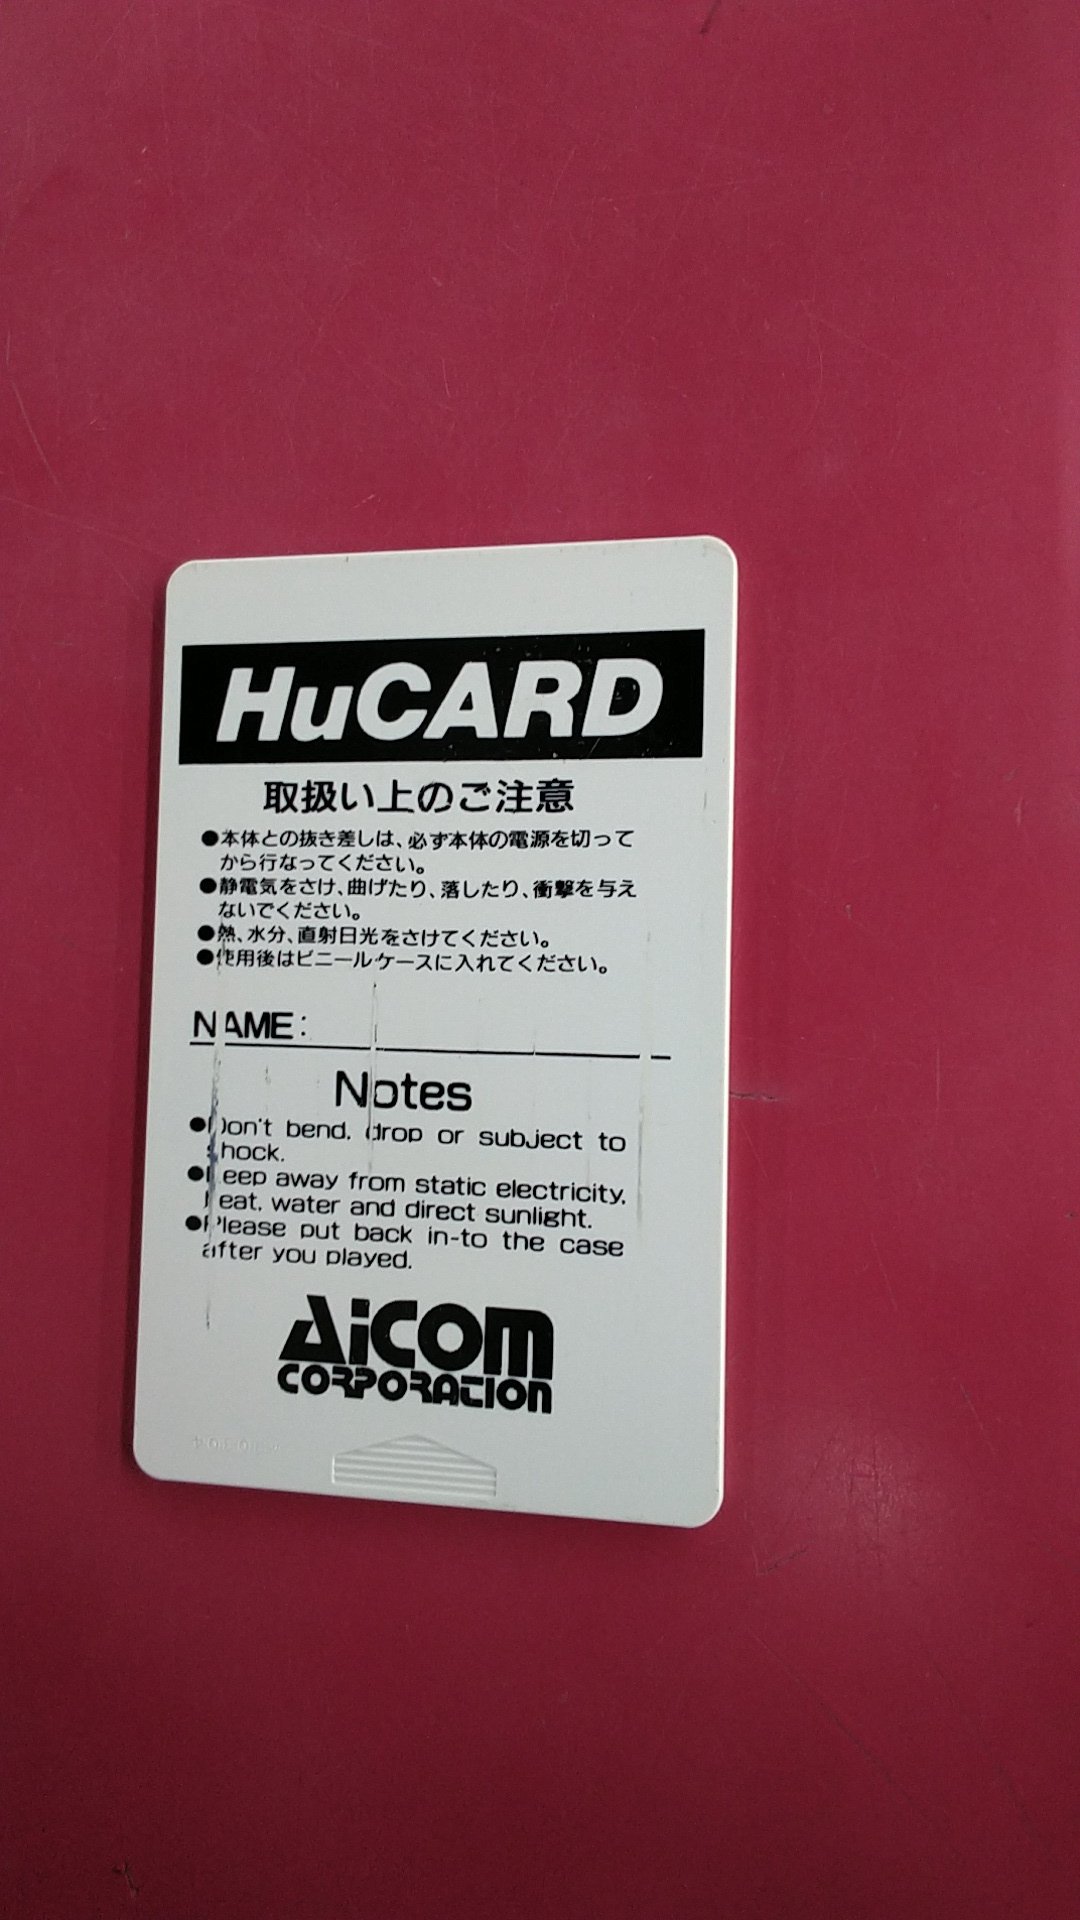 HuCARD
取扱い上のご注意
●本体との抜き差しは、必ず本体の電源を切って
から行なってください。
●静電気をさけ、曲げたり、落したり、衝撃を与え
ないでください。
●熱、水分、直射日光をさけてください。
●使用後はビニールケースに入れてください。
NAME:
Notes
●Don't bend, drop or subject to
shock.
●Keep away from static electricity,
heat, water and direct sunlight.
●Please put back in-to the case
after you played.
AiCOM
CORPORATION